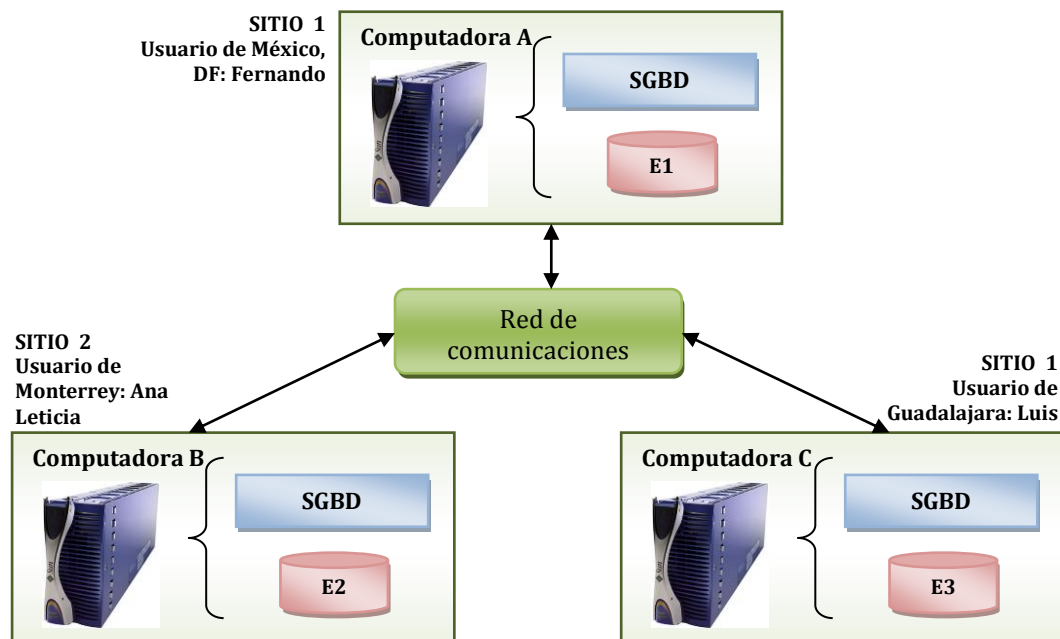 SITIO 1
Usuario de México,
DF: Fernando
Computadora A
SGBD
E1
Red de
comunicaciones
SITIO 2
Usuario de
Monterrey: Ana
Leticia
SITIO 1
Usuario de
Guadalajara: Luis
Computadora B
SGBD
E2
Computadora C
SGBD
E3